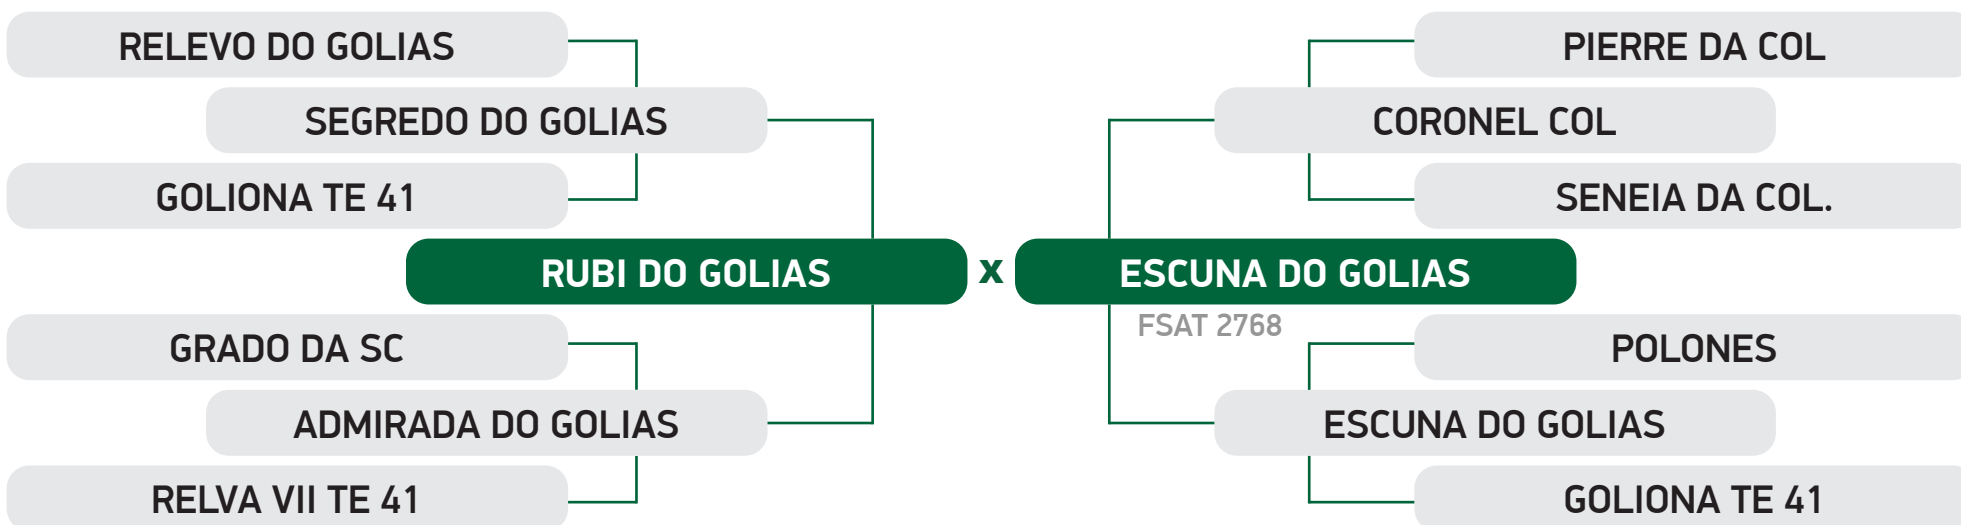 RELEVO DO GOLIAS
PIERRE DA COL
SEGREDO DO GOLIAS
CORONEL COL
GOLIONA TE 41
SENEIA DA COL.
RUBI DO GOLIAS x ESCUNA DO GOLIAS
FSAT 2768
GRADO DA SC
POLONES
ADMIRADA DO GOLIAS
ESCUNA DO GOLIAS
RELVA VII TE 41
GOLIONA TE 41